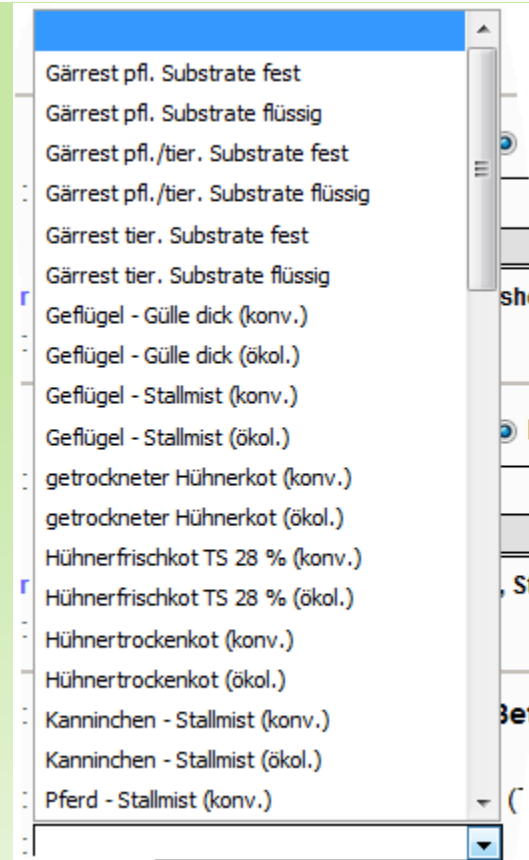 Gärrest pfl. Substrate fest
Gärrest pfl. Substrate flüssig
Gärrest pfl./tier. Substrate fest
Gärrest pfl./tier. Substrate flüssig
Gärrest tier. Substrate fest
Gärrest tier. Substrate flüssig
Geflügel - Gülle dick (konv.)
Geflügel - Gülle dick (ökol.)
Geflügel - Stallmist (konv.)
Geflügel - Stallmist (ökol.)
getrockneter Hühnerkot (konv.)
getrockneter Hühnerkot (ökol.)
Hühnerfrischkot TS 28 % (konv.)
Hühnerfrischkot TS 28 % (ökol.)
Hühnertrockenkot (konv.)
Hühnertrockenkot (ökol.)
Kanninchen - Stallmist (konv.)
Kanninchen - Stallmist (ökol.)
Pferd - Stallmist (konv.)